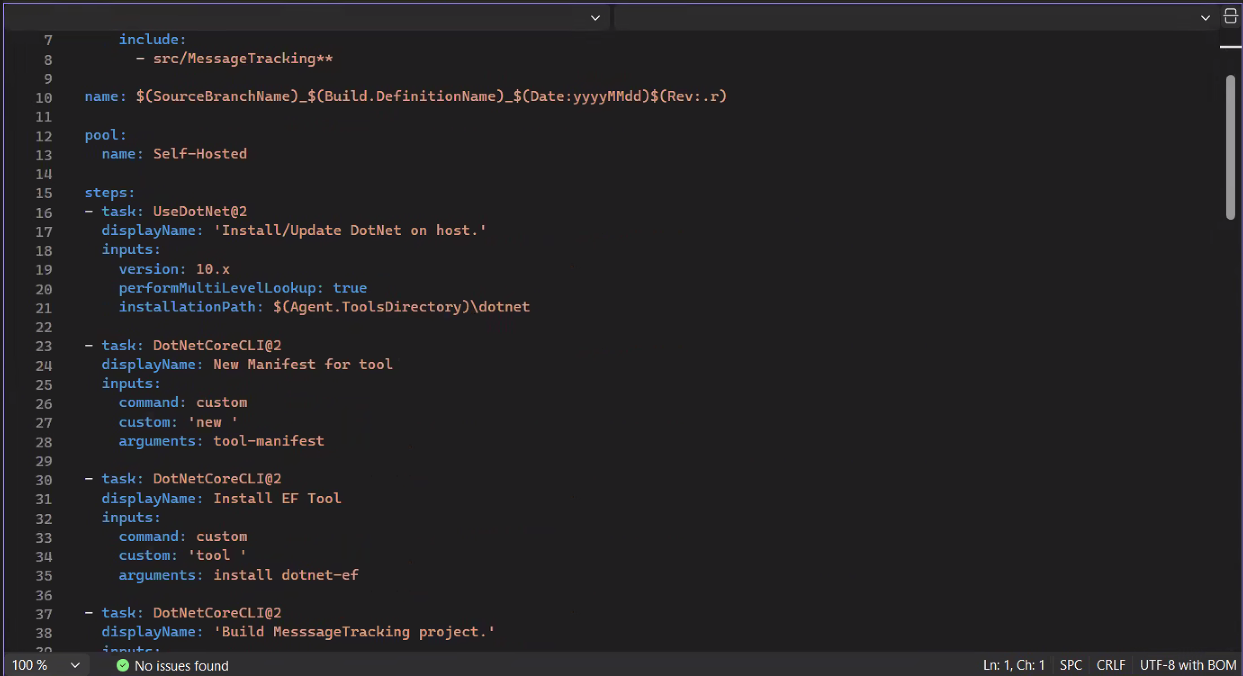 7 include:
8 - src/MessageTracking**
9
10 name: $(SourceBranchName)_$(Build.DefinitionName)_$(Date:yyyyMMdd)$(Rev:.r)
11
12 pool:
13 name: Self-Hosted
14
15 steps:
16 - task: UseDotNet@2
17 displayName: 'Install/Update DotNet on host.'
18 inputs:
19 version: 10.x
20 performMultiLevelLookup: true
21 installationPath: $(Agent.ToolsDirectory)\dotnet
22
23 - task: DotNetCoreCLI@2
24 displayName: New Manifest for tool
25 inputs:
26 command: custom
27 custom: 'new '
28 arguments: tool-manifest
29
30 - task: DotNetCoreCLI@2
31 displayName: Install EF Tool
32 inputs:
33 command: custom
34 custom: 'tool '
35 arguments: install dotnet-ef
36
37 - task: DotNetCoreCLI@2
38 displayName: 'Build MesssageTracking project.'
39 inputs:
100 % No issues found Ln: 1, Ch: 1 SPC CRLF UTF-8 with BOM